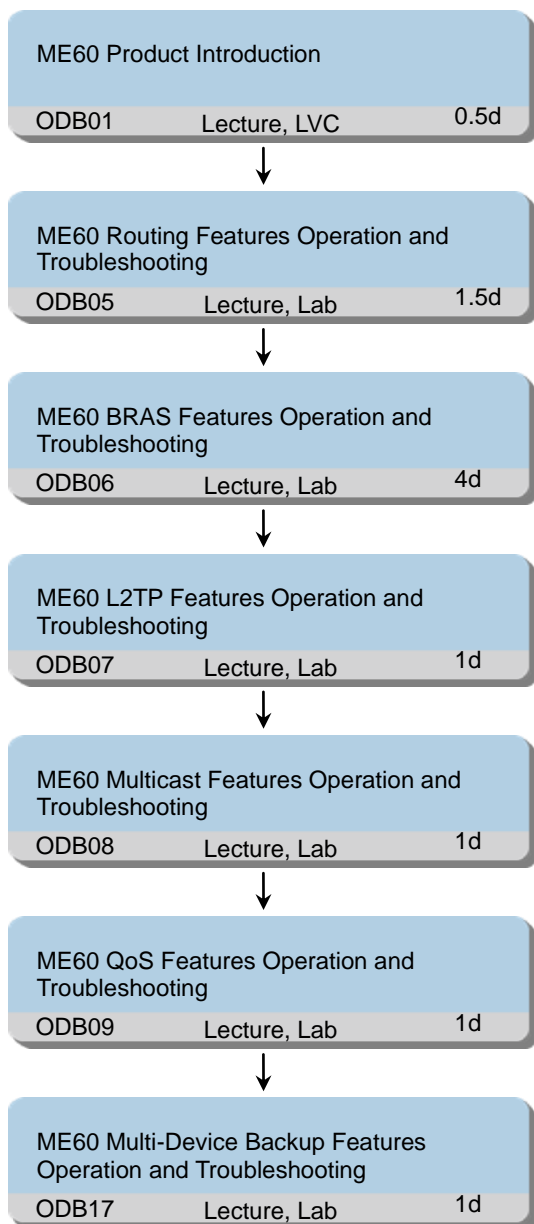 ME60 Product Introduction
ODB01 Lecture, LVC 0.5d
ME60 Routing Features Operation and
Troubleshooting
ODB05 Lecture, Lab 1.5d
ME60 BRAS Features Operation and
Troubleshooting
ODB06 Lecture, Lab 4d
ME60 L2TP Features Operation and
Troubleshooting
ODB07 Lecture, Lab 1d
ME60 Multicast Features Operation and
Troubleshooting
ODB08 Lecture, Lab 1d
ME60 QoS Features Operation and
Troubleshooting
ODB09 Lecture, Lab 1d
ME60 Multi-Device Backup Features
Operation and Troubleshooting
ODB17 Lecture, Lab 1d